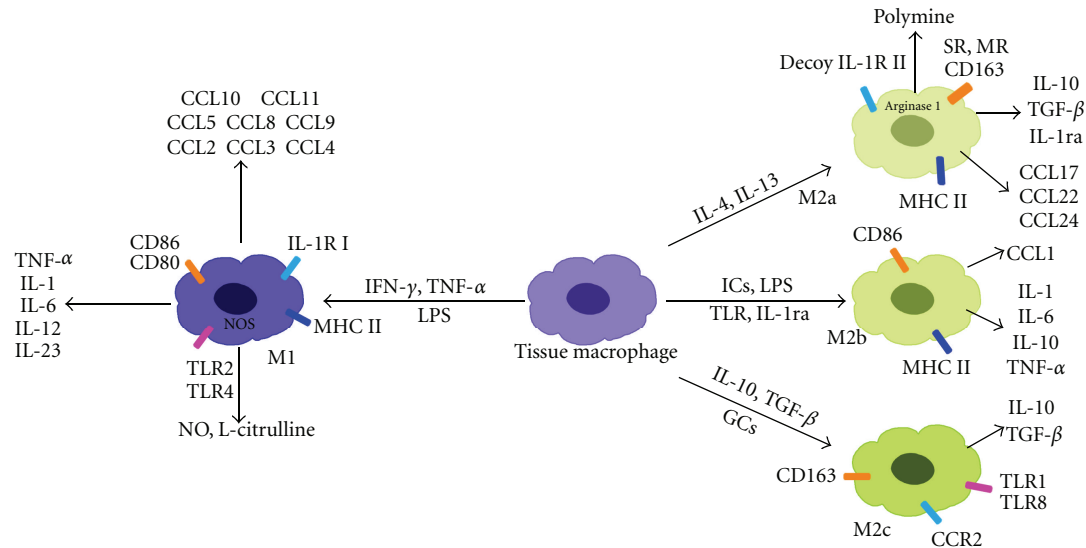 CCL10 CCL11
CCL5 CCL8 CCL9
CCL2 CCL3 CCL4
CD86
CD80
IL-1R I
TNF-α
IL-1
IL-6
IL-12
IL-23
NOS
MHC II
M1
TLR2
TLR4
NO, L-citrulline
IFN-γ, TNF-α
LPS
Tissue macrophage
IL-4, IL-13
M2a
Polymine
Decoy IL-1R II
SR, MR
CD163
Arginase 1
IL-10
TGF-β
IL-1ra
CCL17
CCL22
CCL24
MHC II
ICs, LPS
TLR, IL-1ra
M2b
CD86
CCL1
IL-1
IL-6
IL-10
TNF-α
MHC II
IL-10, TGF-β
GCs
CD163
IL-10
TGF-β
TLR1
TLR8
M2c
CCR2